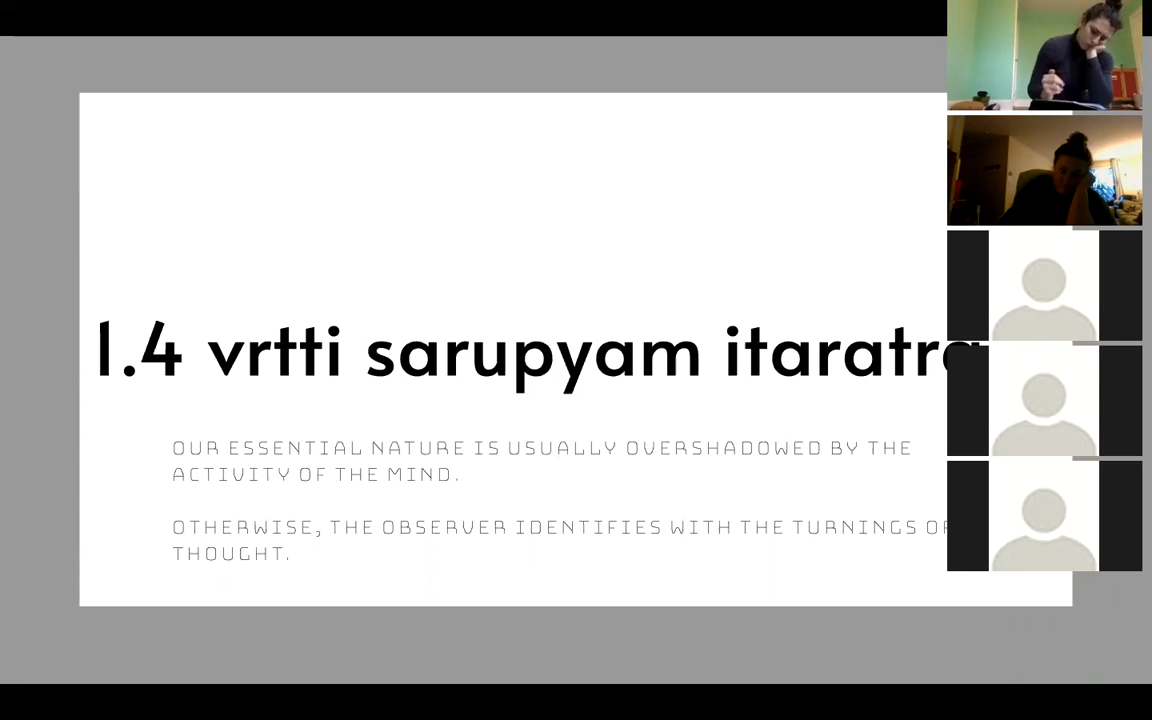 1.4 vrtti sarupyam itaratra
OUR ESSENTIAL NATURE IS USUALLY OVERSHADOWED BY THE
ACTIVITY OF THE MIND.
OTHERWISE, THE OBSERVER IDENTIFIES WITH THE TURNINGS OF
THOUGHT.